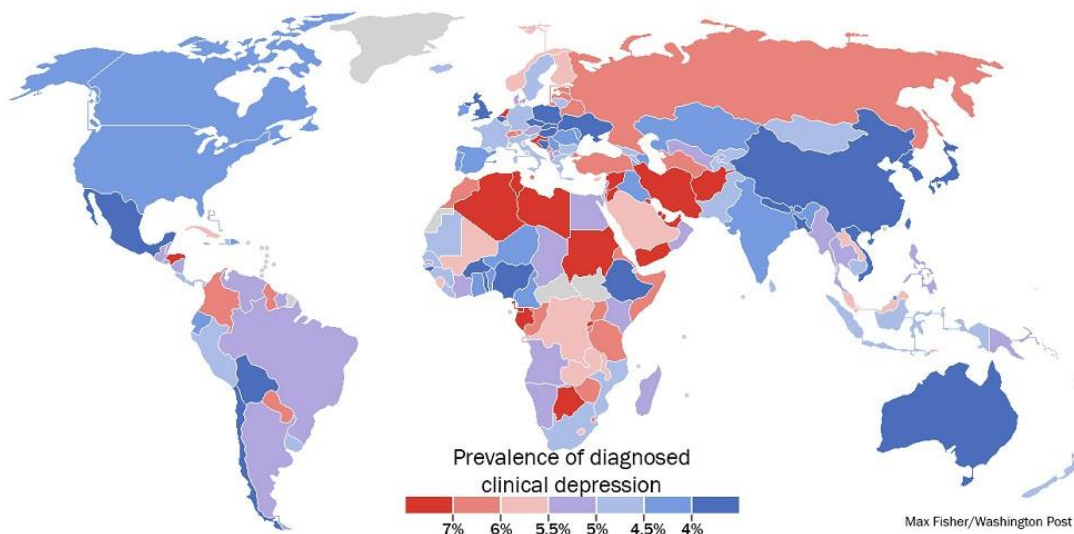 Prevalence of diagnosed
clinical depression
7% 6% 5.5% 5% 4.5% 4%
Max Fisher/Washington Post